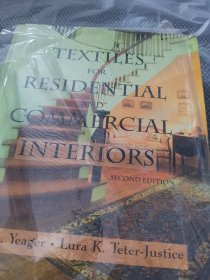 TEXTILES
FOR
RESIDENTIAL
AND
COMMERCIAL
INTERIORS
SECOND EDITION
. Yeager · Lura K. Teter-Justice